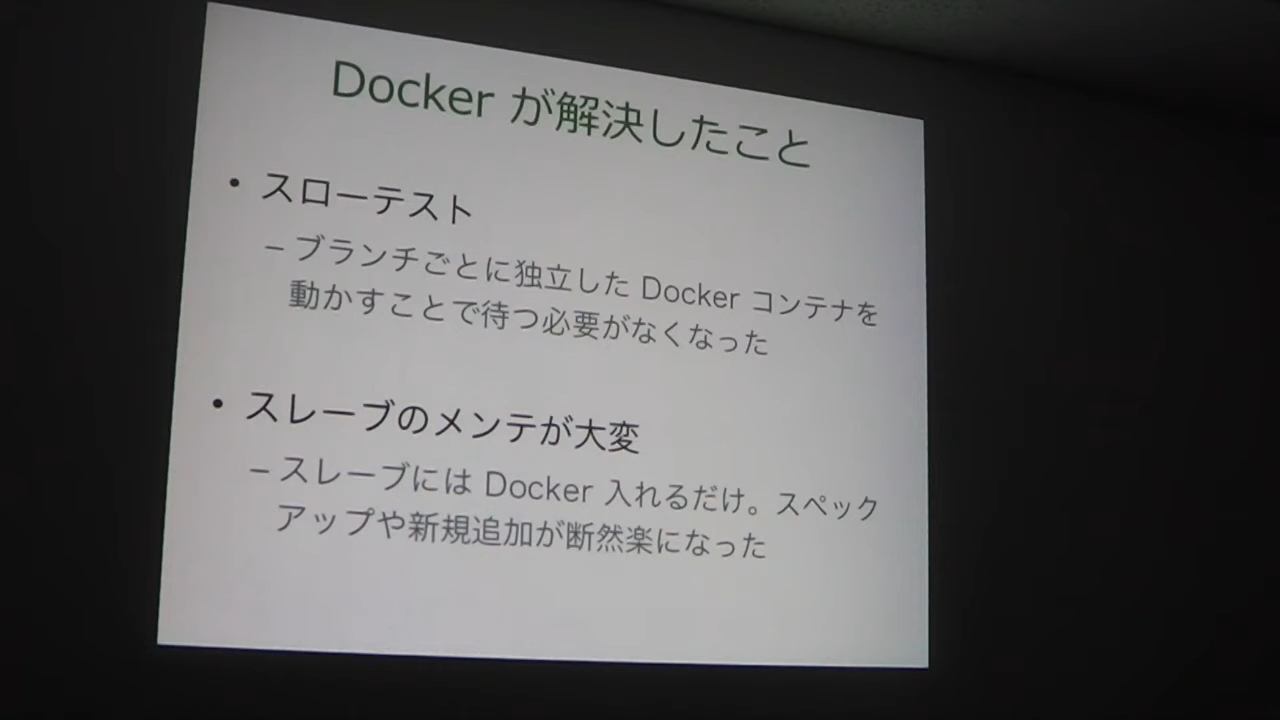 Docker が解決したこと
• スローテスト
– ブランチごとに独立した Docker コンテナを
動かすことで待つ必要がなくなった
• スレーブのメンテが大変
– スレーブには Docker 入れるだけ。スペック
アップや新規追加が断然楽になった